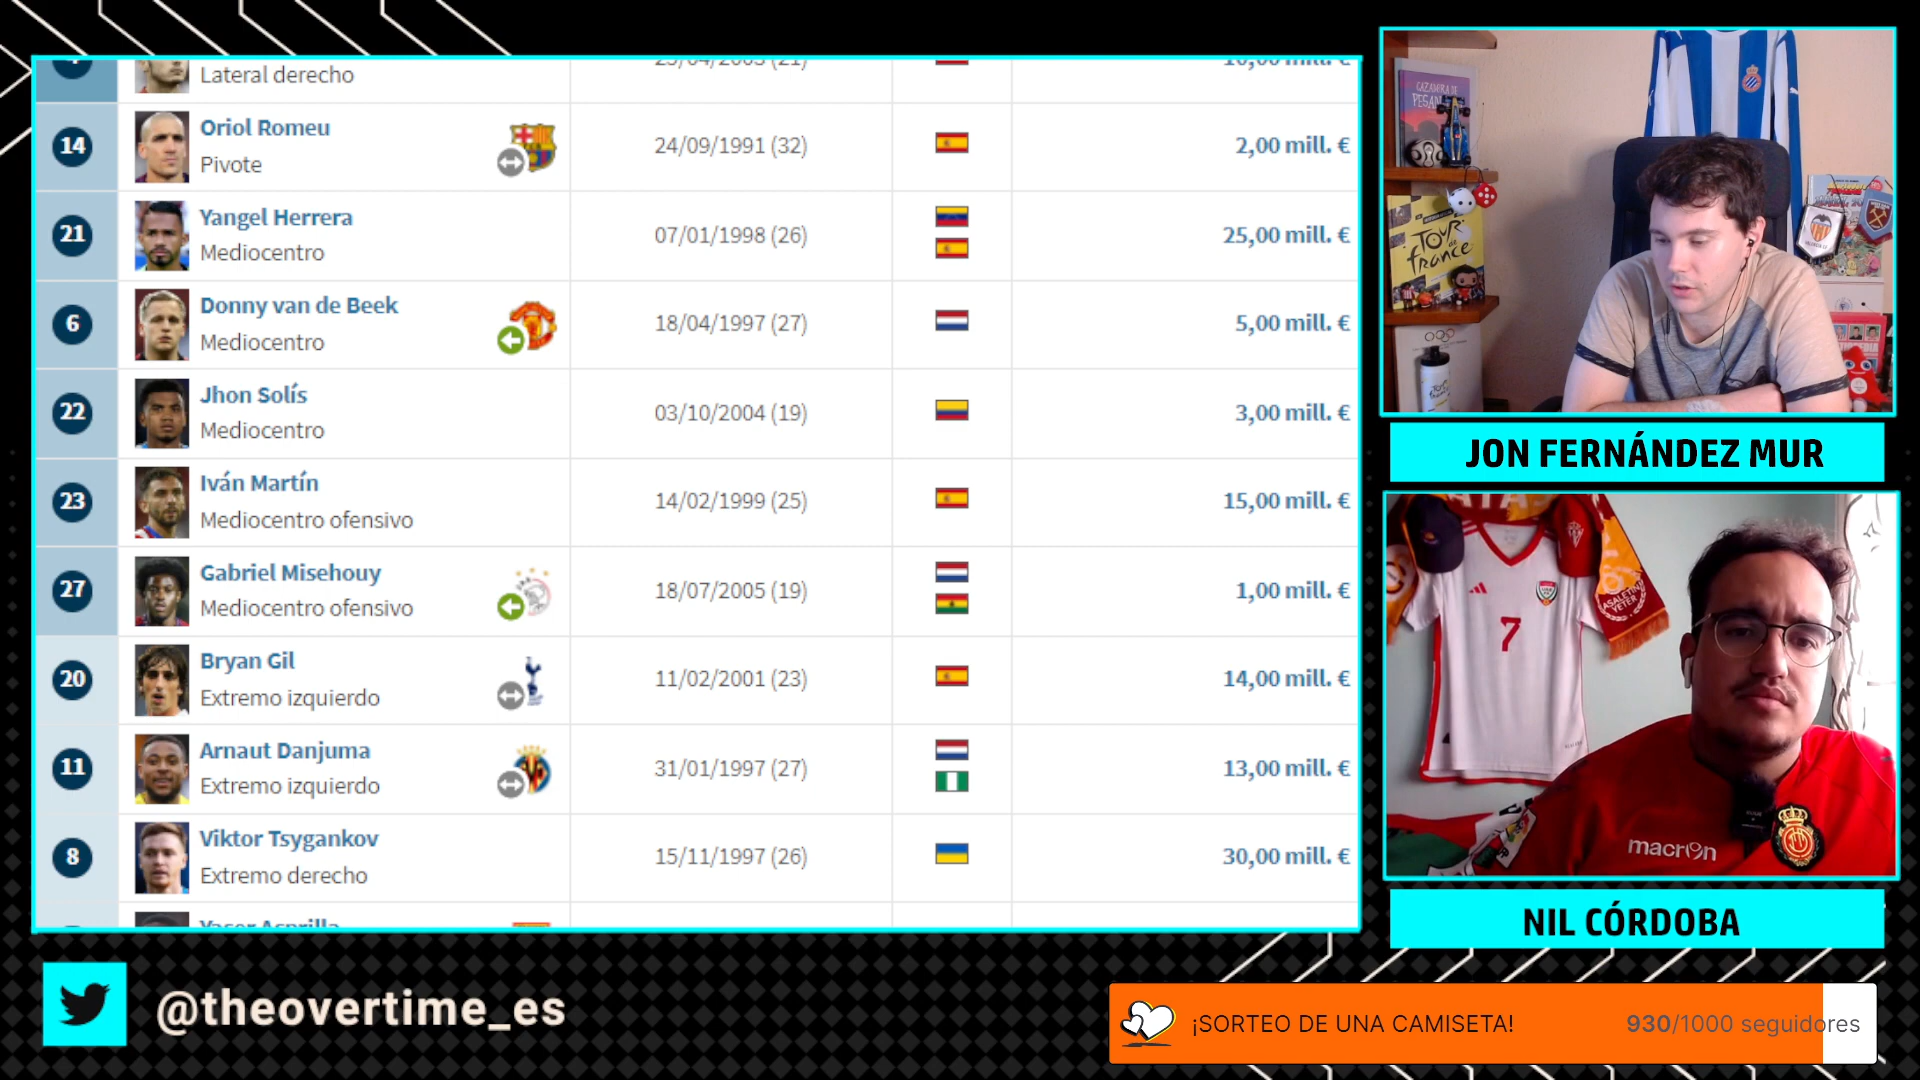 Lateral derecho
14
Oriol Romeu
Pivote
24/09/1991 (32)
2,00 mill. €
21
Yangel Herrera
Mediocentro
07/01/1998 (26)
25,00 mill. €
6
Donny van de Beek
Mediocentro
18/04/1997 (27)
5,00 mill. €
22
Jhon Solís
Mediocentro
03/10/2004 (19)
3,00 mill. €
23
Iván Martín
Mediocentro ofensivo
14/02/1999 (25)
15,00 mill. €
27
Gabriel Misehouy
Mediocentro ofensivo
18/07/2005 (19)
1,00 mill. €
20
Bryan Gil
Extremo izquierdo
11/02/2001 (23)
14,00 mill. €
11
Arnaut Danjuma
Extremo izquierdo
31/01/1997 (27)
13,00 mill. €
8
Viktor Tsygankov
Extremo derecho
15/11/1997 (26)
30,00 mill. €
TOUR
de
france
JON FERNÁNDEZ MUR
7
macron
NIL CÓRDOBA
@theovertime_es
¡SORTEO DE UNA CAMISETA!
930/1000 seguidores